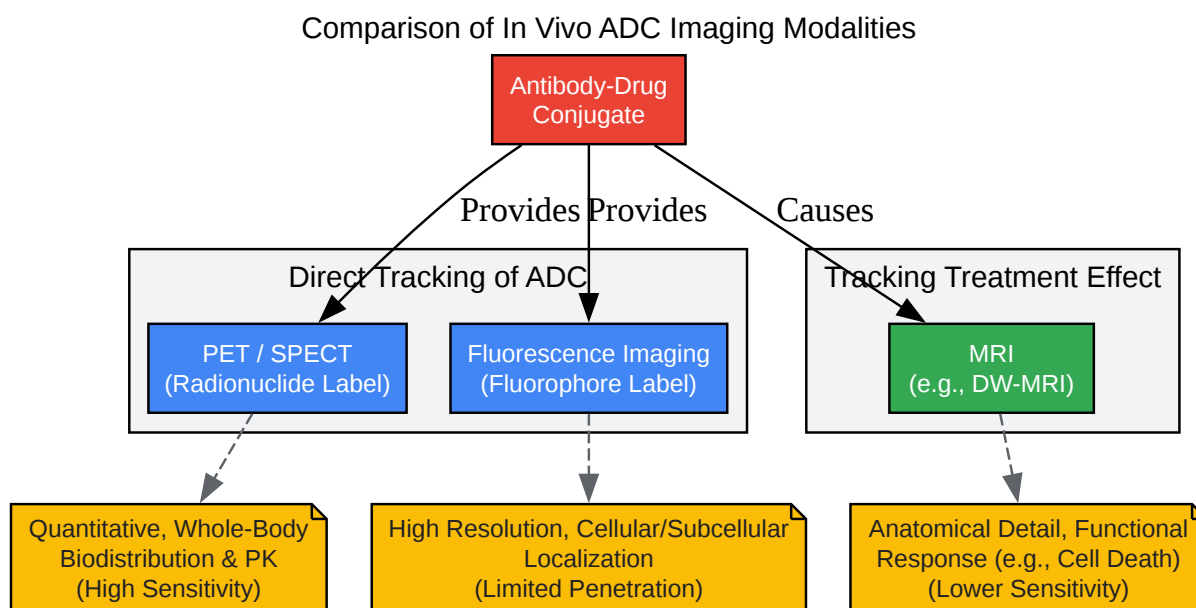 Comparison of In Vivo ADC Imaging Modalities
Antibody-Drug
Conjugate
Provides
Provides
Causes
Direct Tracking of ADC
Tracking Treatment Effect
PET / SPECT
(Radionuclide Label)
Fluorescence Imaging
(Fluorophore Label)
MRI
(e.g., DW-MRI)
Quantitative, Whole-Body
Biodistribution & PK
(High Sensitivity)
High Resolution, Cellular/Subcellular
Localization
(Limited Penetration)
Anatomical Detail, Functional
Response (e.g., Cell Death)
(Lower Sensitivity)